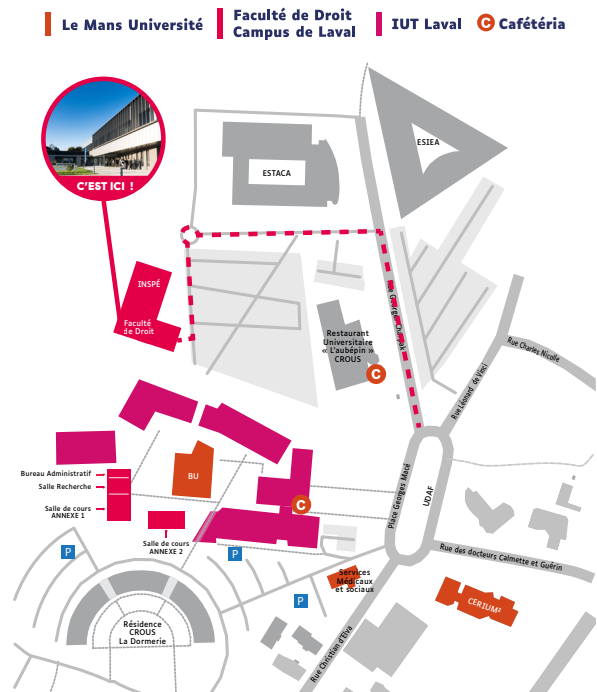 Le Mans Université
Faculté de Droit
Campus de Laval
IUT Laval
C Cafétéria
C'EST ICI !
ESTACA
ESIEA
INSPÉ
Faculté
de Droit
Rue Georges Charpak
Restaurant
Universitaire
« L'aubépin »
CROUS
C
Rue Charles Nicolle
Rue Léonard de Vinci
BU
Bureau Administratif
Salle Recherche
Salle de cours
ANNEXE 1
Salle de cours
ANNEXE 2
C
Place Georges Macé
UDAF
P
P
P
Rue des docteurs Calmette et Guérin
Services
Médicaux
et sociaux
CERIUM²
Résidence
CROUS
La Dormerie
Rue Christian d'Elva